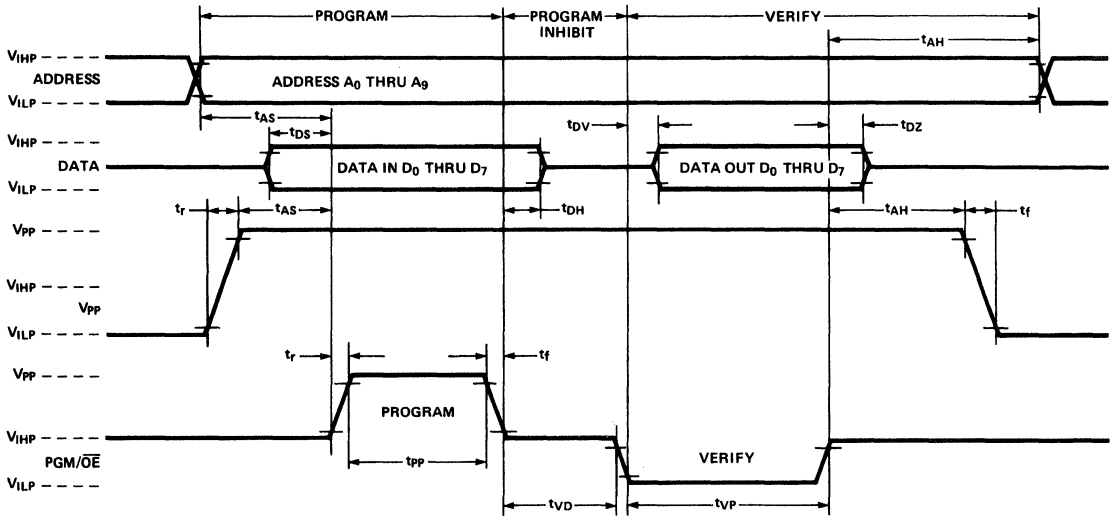 PROGRAM
PROGRAM INHIBIT
VERIFY
tAH
VIHP
ADDRESS
ADDRESS A0 THRU A9
VILP
tAS
tDS
tDV
tDZ
VIHP
DATA
DATA IN D0 THRU D7
DATA OUT D0 THRU D7
VILP
tr
tAS
tDH
tAH
tf
VPP
VIHP
VPP
VILP
tr
tf
VPP
PROGRAM
VIHP
PGM/O̅E̅
tPP
VERIFY
VILP
tVD
tVP